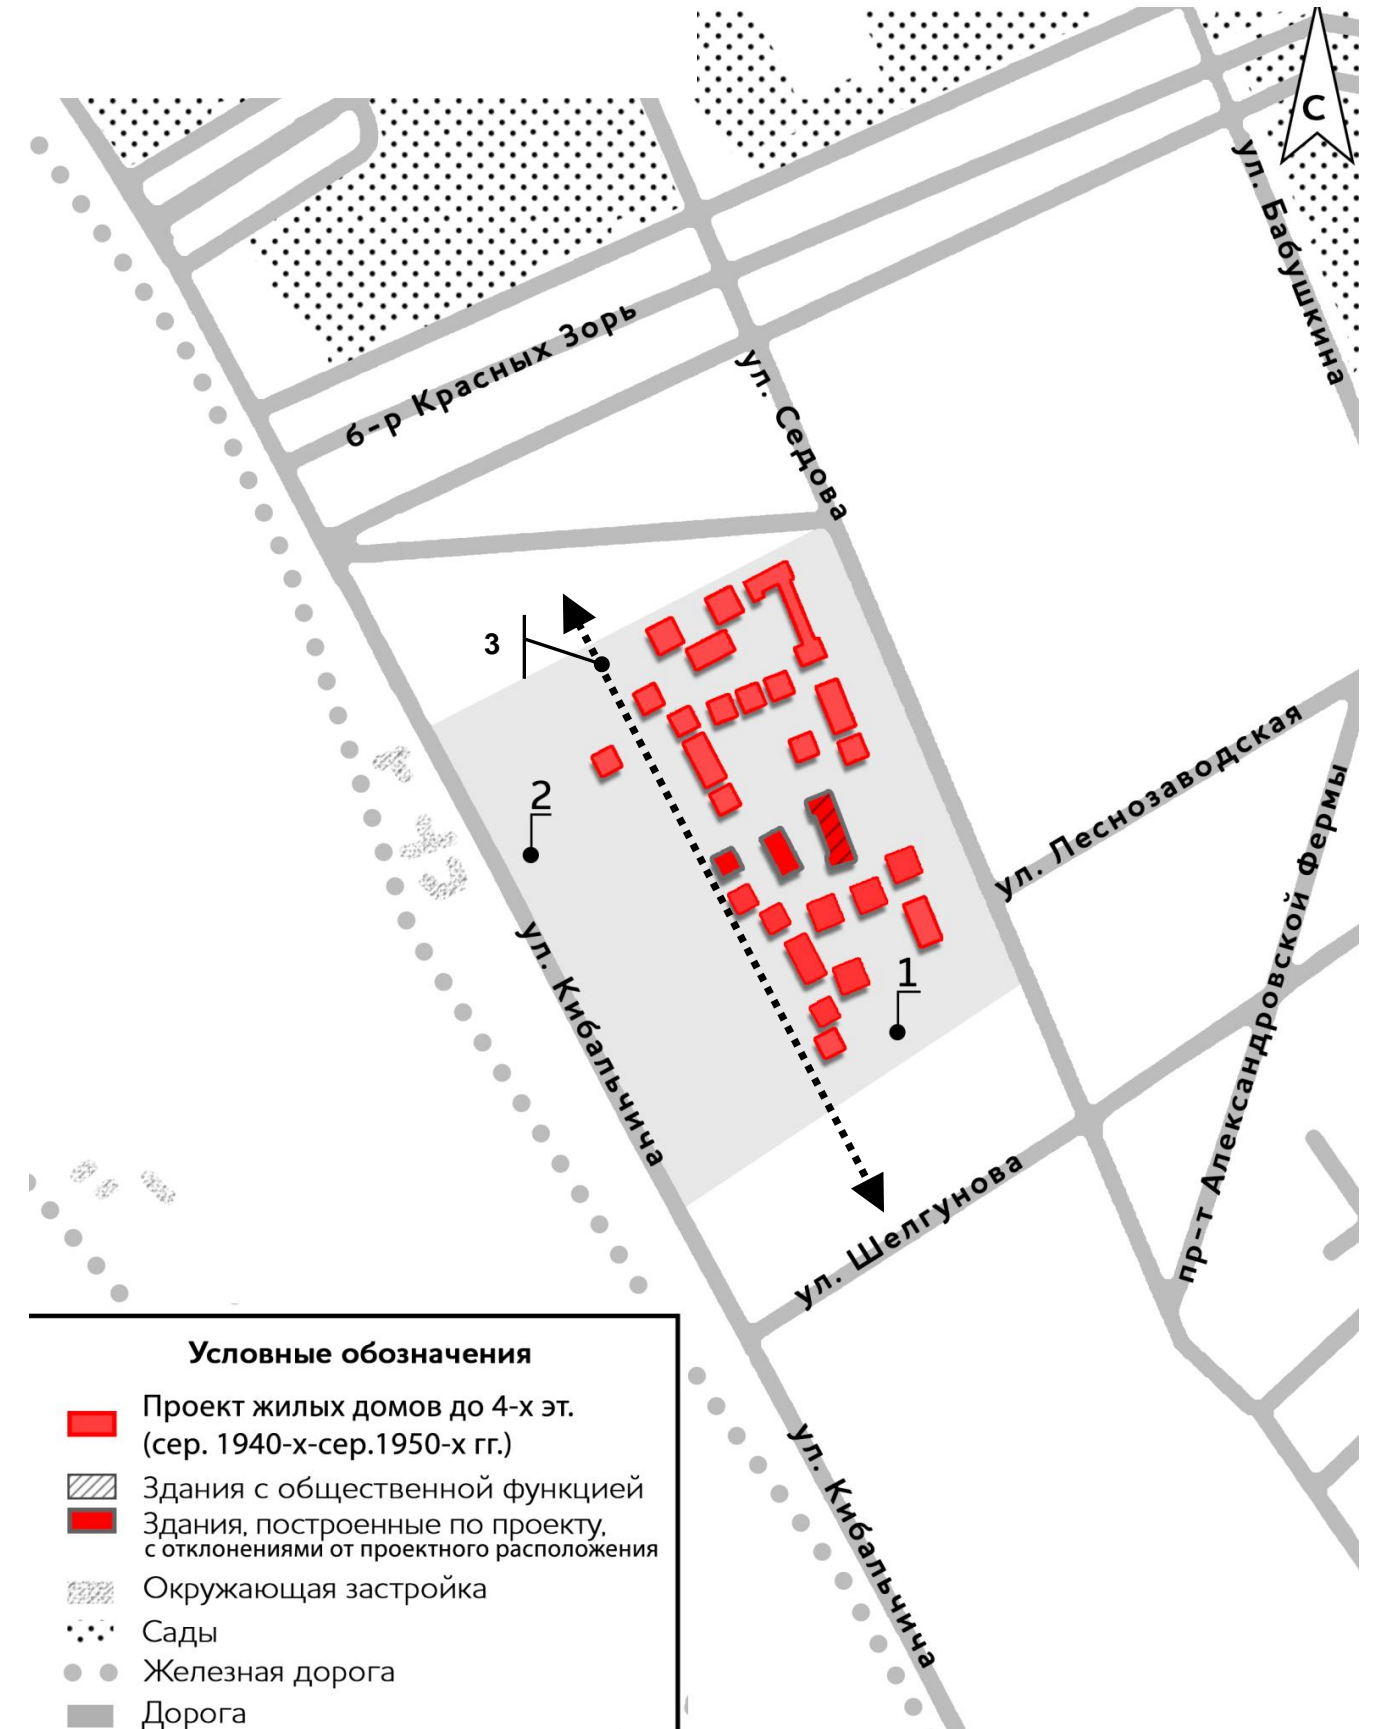 С
ул. Бабушкина
б-р Красных Зорь
ул. Седова
3
2
ул. Леснозаводская
пр-т Александровской Фермы
1
ул. Кибальчича
ул. Шелгунова
Условные обозначения
Проект жилых домов до 4-х эт.
(сер. 1940-х-сер.1950-х гг.)
Здания с общественной функцией
Здания, построенные по проекту,
с отклонениями от проектного расположения
Окружающая застройка
Сады
Железная дорога
Дорога
ул. Кибальчича